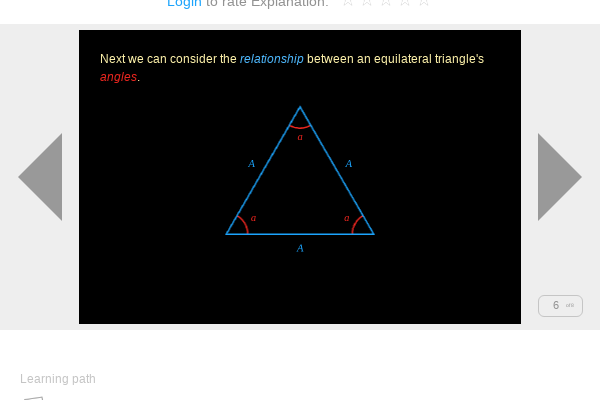 Login to rate Explanation:
Next we can consider the relationship between an equilateral triangle's
angles.
a
A
A
a
a
A
6
Learning path